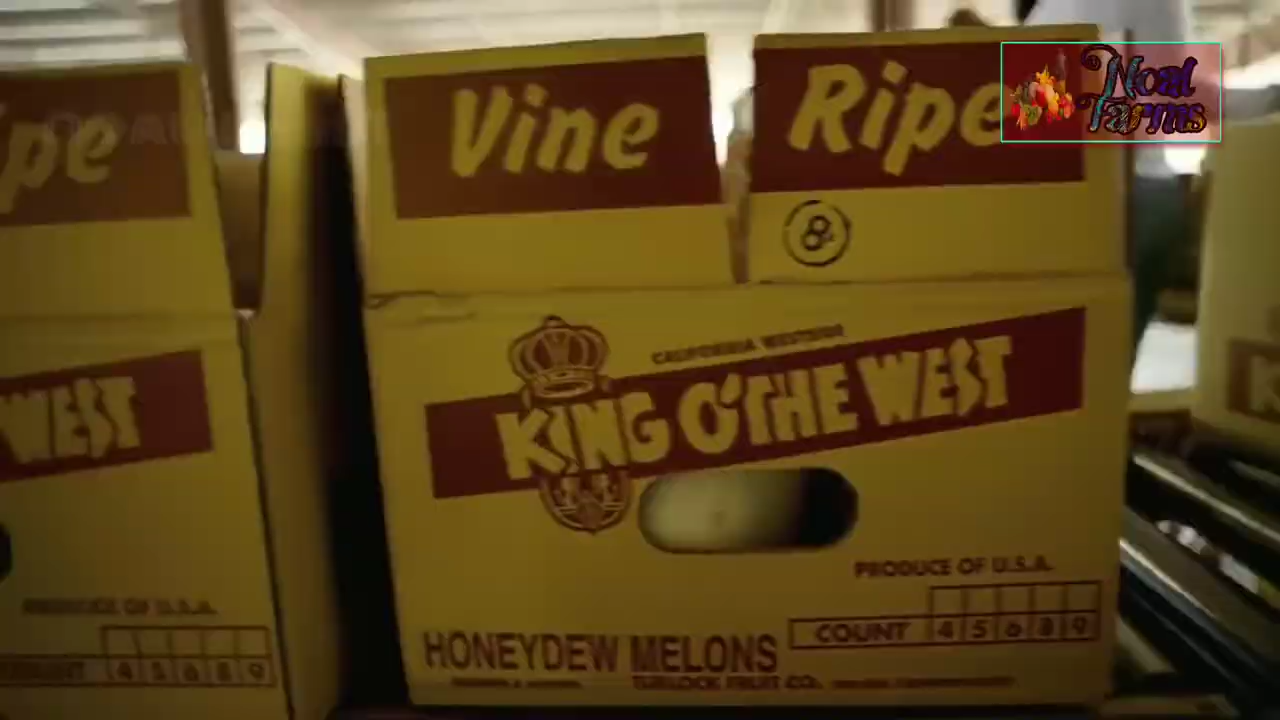 Vine Ripe
Noal
Farms
pe
8
CALIFORNIA WESTSIDE
KING O'THE WEST
WEST
K
PRODUCE OF U.S.A.
COUNT 4 5 6 8 9
HONEYDEW MELONS
TURLOCK FRUIT CO.
PRODUCE OF U.S.A.
COUNT 4 5 6 8 9